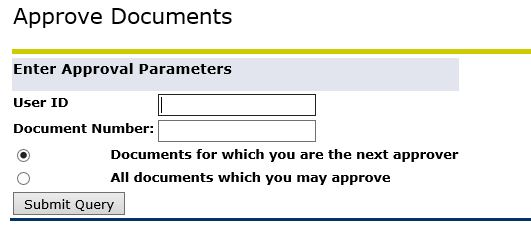 Approve Documents
Enter Approval Parameters
User ID
Document Number:
Documents for which you are the next approver
All documents which you may approve
Submit Query